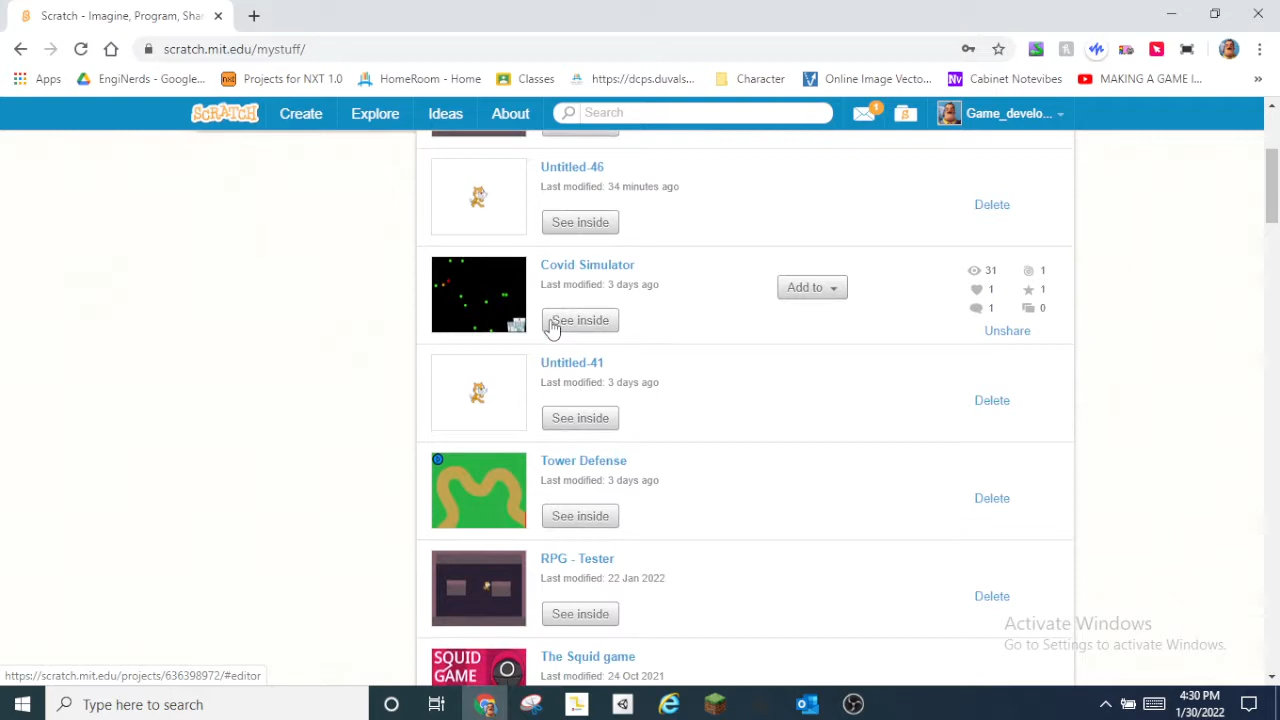 Scratch - Imagine, Program, Sha
scratch.mit.edu/mystuff/
Apps
EngiNerds - Google...
Projects for NXT 1.0
HomeRoom - Home
Classes
https://dcps.duvals...
Character
Online Image Vecto...
Cabinet Notevibes
MAKING A GAME I...
SCRATCH
Create
Explore
Ideas
About
Search
1
Game_develo...
Untitled-46
Last modified: 34 minutes ago
See inside
Delete
Covid Simulator
Last modified: 3 days ago
See inside
Add to
31
1
1
1
1
0
Unshare
Untitled-41
Last modified: 3 days ago
See inside
Delete
Tower Defense
Last modified: 3 days ago
See inside
Delete
RPG - Tester
Last modified: 22 Jan 2022
See inside
Delete
SQUID
GAME
The Squid game
Last modified: 24 Oct 2021
Activate Windows
Go to Settings to activate Windows.
https://scratch.mit.edu/projects/636398972/#editor
Type here to search
4:30 PM
1/30/2022